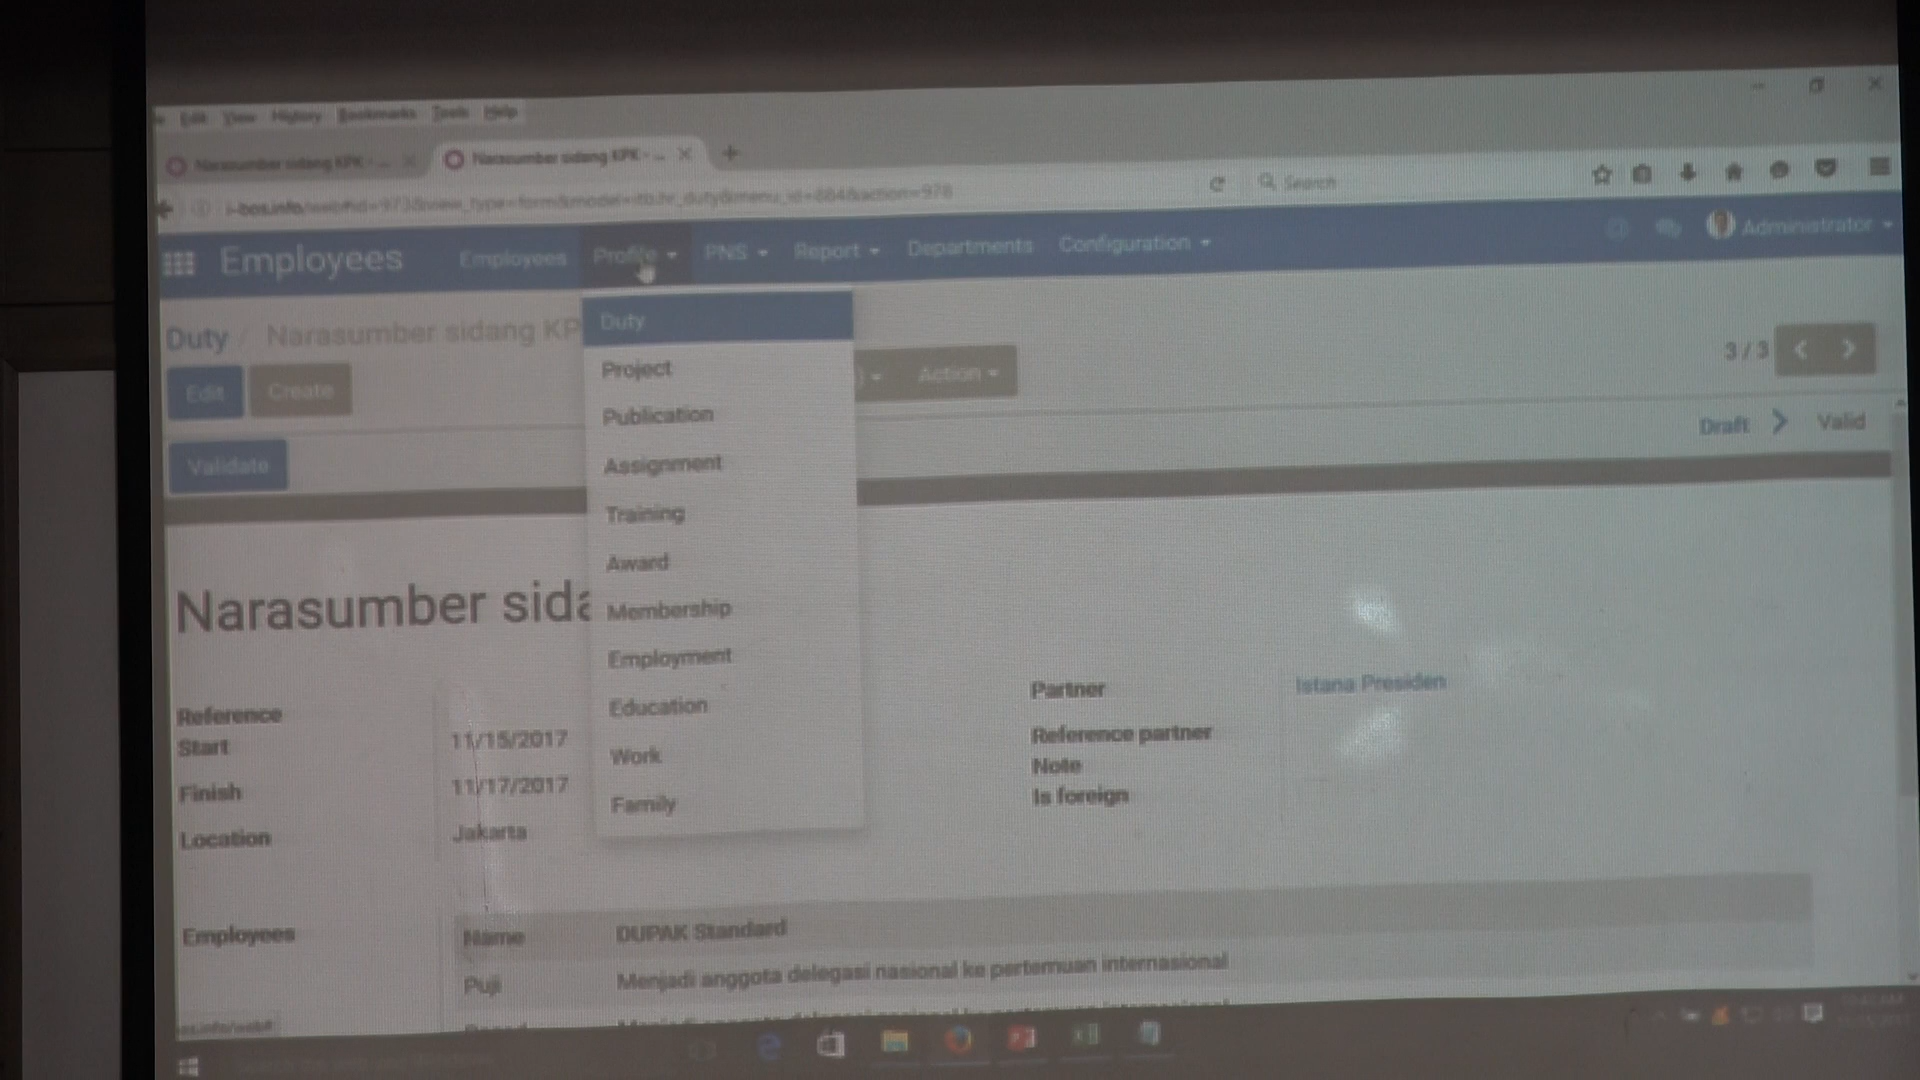 Edit View History Bookmarks Tools Help
Narasumber sidang KPK - ...
Narasumber sidang KPK - ...
Search
Employees
Employees Profile PNS Report Departments Configuration Administrator
Duty / Narasumber sidang KP
Edit Create Action 3 / 3
Validate Draft Valid
Duty
Project
Publication
Assignment
Training
Award
Membership
Employment
Education
Work
Family
Narasumber sida
Reference
Start 11/15/2017
Finish 11/17/2017
Location Jakarta
Partner Istana Presiden
Reference partner
Note
Is foreign
Employees
Name DUPAK Standard
Puji Menjadi anggota delegasi nasional ke pertemuan internasional